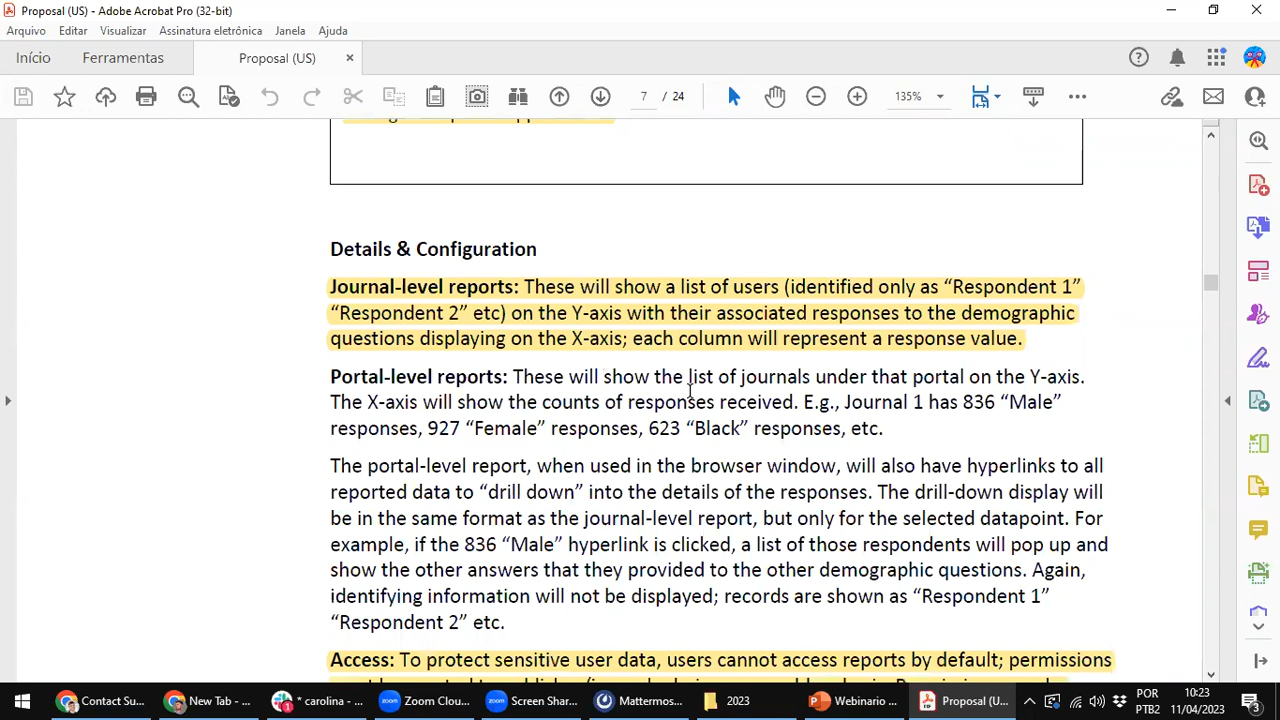 Proposal (US) - Adobe Acrobat Pro (32-bit)
Arquivo Editar Visualizar Assinatura eletrônica Janela Ajuda
Início Ferramentas Proposal (US) ×
7 / 24 135%
Details & Configuration
Journal-level reports: These will show a list of users (identified only as “Respondent 1”
“Respondent 2” etc) on the Y-axis with their associated responses to the demographic
questions displaying on the X-axis; each column will represent a response value.
Portal-level reports: These will show the list of journals under that portal on the Y-axis.
The X-axis will show the counts of responses received. E.g., Journal 1 has 836 “Male”
responses, 927 “Female” responses, 623 “Black” responses, etc.
The portal-level report, when used in the browser window, will also have hyperlinks to all
reported data to “drill down” into the details of the responses. The drill-down display will
be in the same format as the journal-level report, but only for the selected datapoint. For
example, if the 836 “Male” hyperlink is clicked, a list of those respondents will pop up and
show the other answers that they provided to the other demographic questions. Again,
identifying information will not be displayed; records are shown as “Respondent 1”
“Respondent 2” etc.
Access: To protect sensitive user data, users cannot access reports by default; permissions
Contact Su... New Tab - ... * carolina - ... Zoom Clou... Screen Shar... Mattermos... 2023 Webinario ... Proposal (U... POR 10:23
PTB2 11/04/2023 3